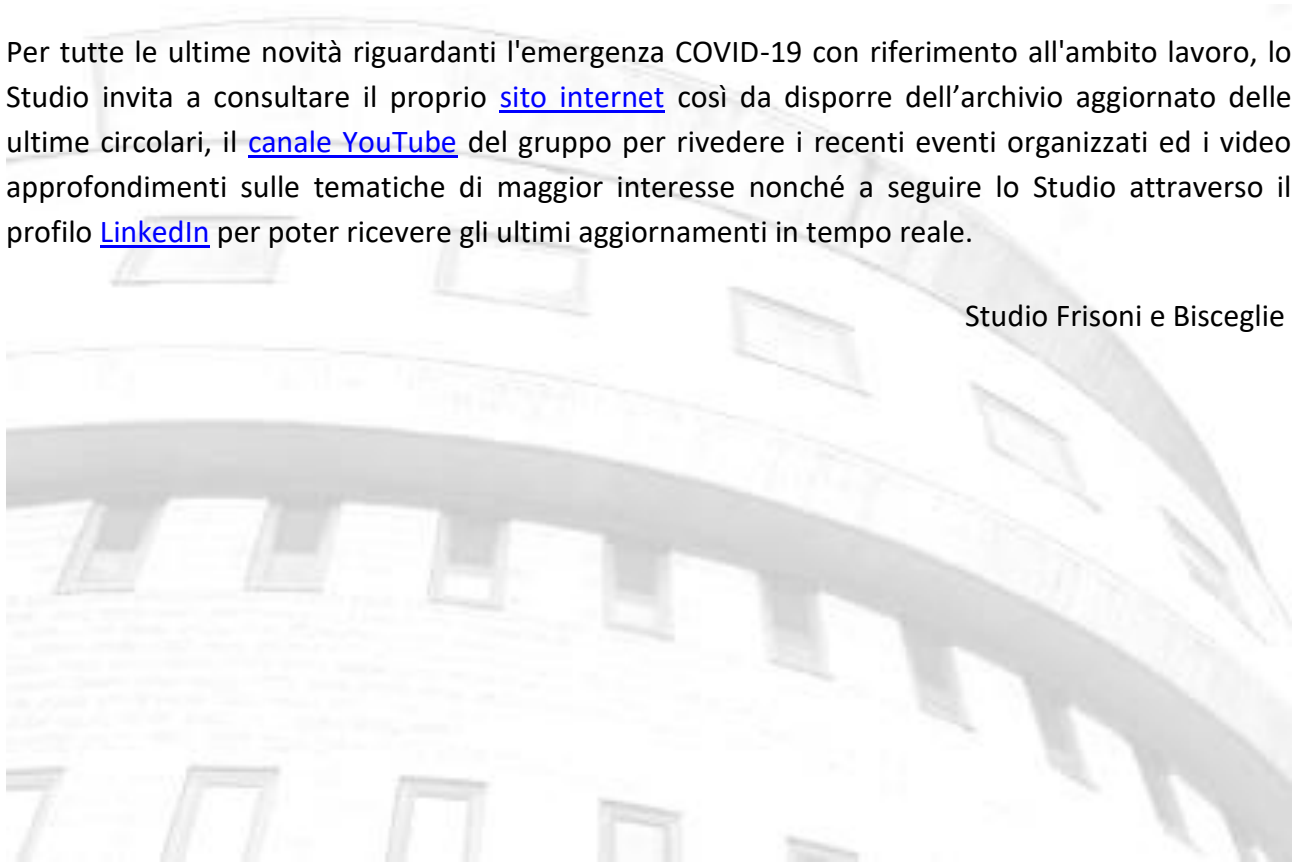 Per tutte le ultime novità riguardanti l'emergenza COVID-19 con riferimento all'ambito lavoro, lo
Studio invita a consultare il proprio sito internet così da disporre dell’archivio aggiornato delle
ultime circolari, il canale YouTube del gruppo per rivedere i recenti eventi organizzati ed i video
approfondimenti sulle tematiche di maggior interesse nonché a seguire lo Studio attraverso il
profilo LinkedIn per poter ricevere gli ultimi aggiornamenti in tempo reale.
Studio Frisoni e Bisceglie